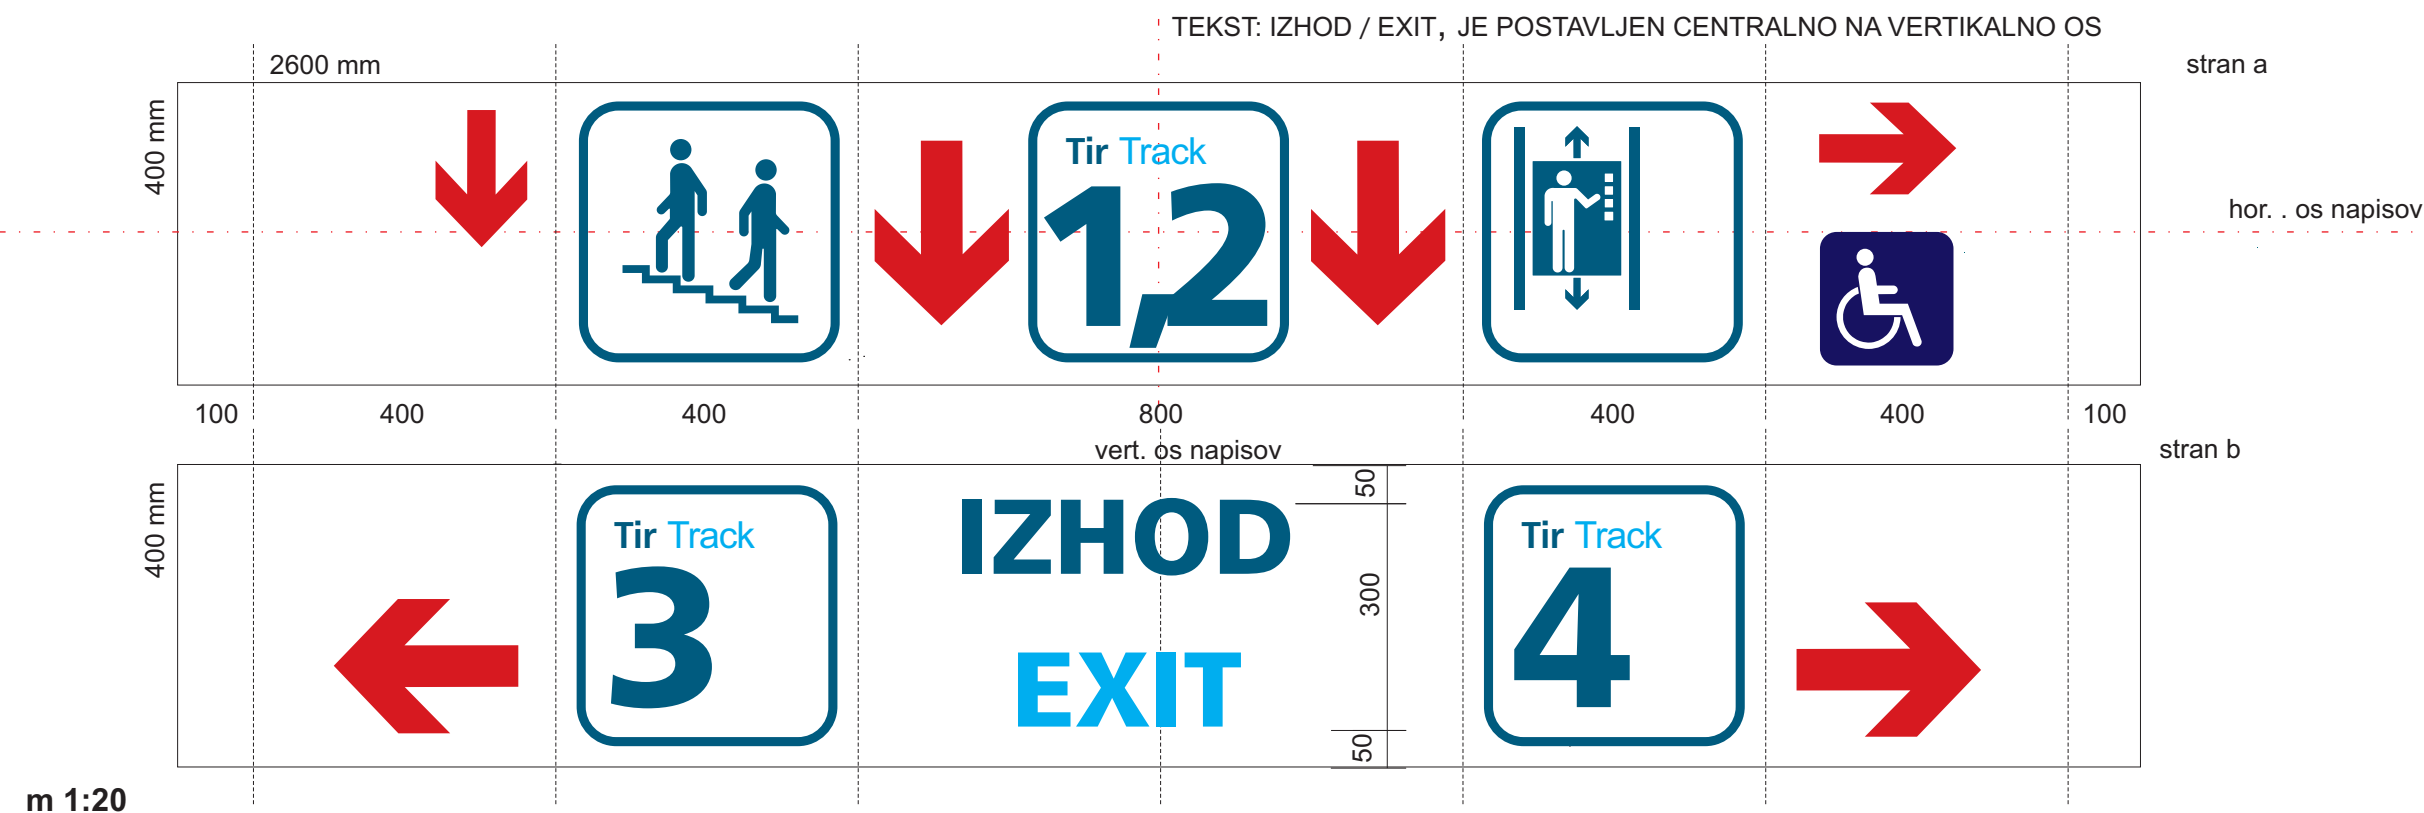 TEKST: IZHOD / EXIT, JE POSTAVLJEN CENTRALNO NA VERTIKALNO OS
2600 mm
stran a
400 mm
Tir Track
1,2
hor. . os napisov
100 400 400 800 400 400 100
vert. os napisov
stran b
400 mm
Tir Track
3
IZHOD
EXIT
50
300
50
Tir Track
4
m 1:20